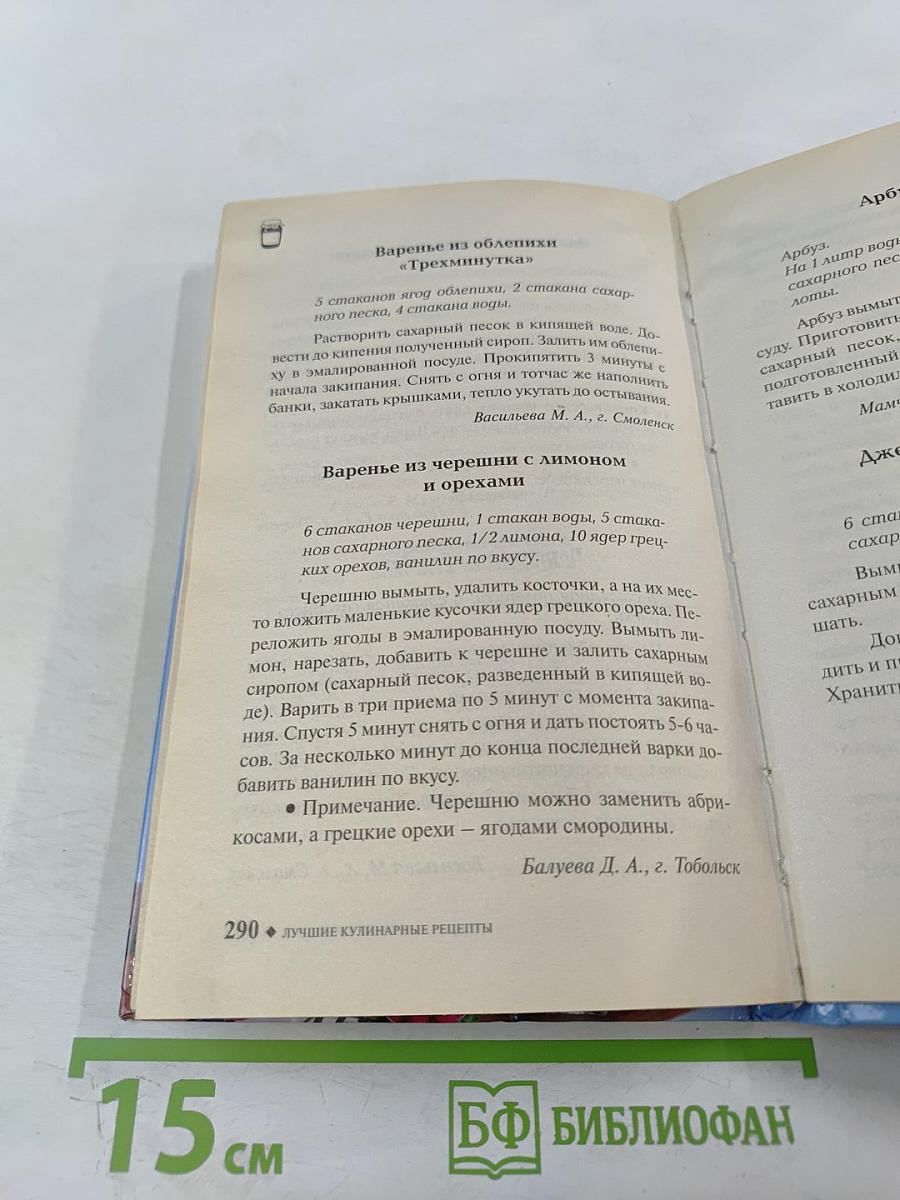 Варенье из облепихи
«Трехминутка»
5 стаканов ягод облепихи, 2 стакана сахар-
ного песка, 4 стакана воды.
Растворить сахарный песок в кипящей воде. До-
вести до кипения полученный сироп. Залить им облепи-
ху в эмалированной посуде. Прокипятить 3 минуты с
начала закипания. Снять с огня и тотчас же наполнить
банки, закатать крышками, тепло укутать до остывания.
Васильева М. А., г. Смоленск
Варенье из черешни с лимоном
и орехами
6 стаканов черешни, 1 стакан воды, 5 стака-
нов сахарного песка, 1/2 лимона, 10 ядер грец-
ких орехов, ванилин по вкусу.
Черешню вымыть, удалить косточки, а на их мес-
то вложить маленькие кусочки ядер грецкого ореха. Пе-
реложить ягоды в эмалированную посуду. Вымыть ли-
мон, нарезать, добавить к черешне и залить сахарным
сиропом (сахарный песок, разведенный в кипящей во-
де). Варить в три приема по 5 минут с момента закипа-
ния. Спустя 5 минут снять с огня и дать постоять 5-6 ча-
сов. За несколько минут до конца последней варки до-
бавить ванилин по вкусу.
● Примечание. Черешню можно заменить абри-
косами, а грецкие орехи — ягодами смородины.
Балуева Д. А., г. Тобольск
290 ◆ ЛУЧШИЕ КУЛИНАРНЫЕ РЕЦЕПТЫ
Арбу
Арбуз.
На 1 литр воды
сахарного пес
лоты.
Арбуз вымыт
суду. Приготовить
сахарный песок,
подготовленный
тавить в холодил
Мамч
Дже
6 ста
сахар
Вымы
сахарным
шать.
Дов
дить и п
Хранить
15 см
БФ БИБЛИОФАН